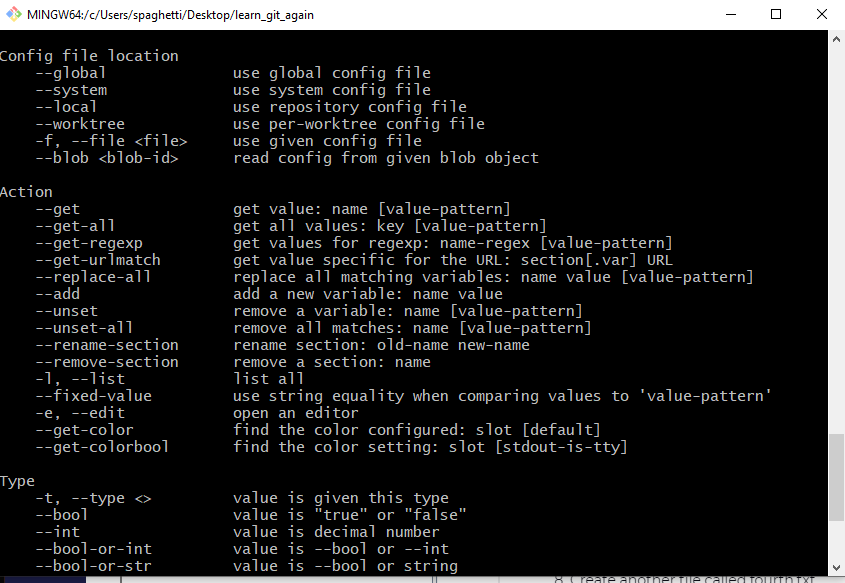 MINGW64:/c/Users/spaghetti/Desktop/learn_git_again
Config file location
--global use global config file
--system use system config file
--local use repository config file
--worktree use per-worktree config file
-f, --file <file> use given config file
--blob <blob-id> read config from given blob object
Action
--get get value: name [value-pattern]
--get-all get all values: key [value-pattern]
--get-regexp get values for regexp: name-regex [value-pattern]
--get-urlmatch get value specific for the URL: section[.var] URL
--replace-all replace all matching variables: name value [value-pattern]
--add add a new variable: name value
--unset remove a variable: name [value-pattern]
--unset-all remove all matches: name [value-pattern]
--rename-section rename section: old-name new-name
--remove-section remove a section: name
-l, --list list all
--fixed-value use string equality when comparing values to 'value-pattern'
-e, --edit open an editor
--get-color find the color configured: slot [default]
--get-colorbool find the color setting: slot [stdout-is-tty]
Type
-t, --type <> value is given this type
--bool value is "true" or "false"
--int value is decimal number
--bool-or-int value is --bool or --int
--bool-or-str value is --bool or string
8. Create another file called fourth.txt